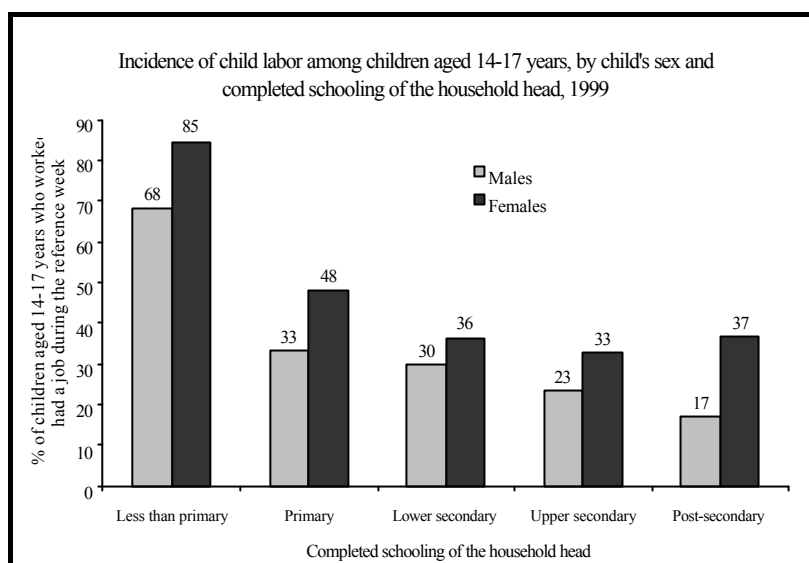 Incidence of child labor among children aged 14-17 years, by child's sex and
completed schooling of the household head, 1999
% of children aged 14-17 years who worke
had a job during the reference week
90
80
70
60
50
40
30
20
10
0
85
68
48
33
30
36
23
33
17
37
Males
Females
Less than primary
Primary
Lower secondary
Upper secondary
Post-secondary
Completed schooling of the household head